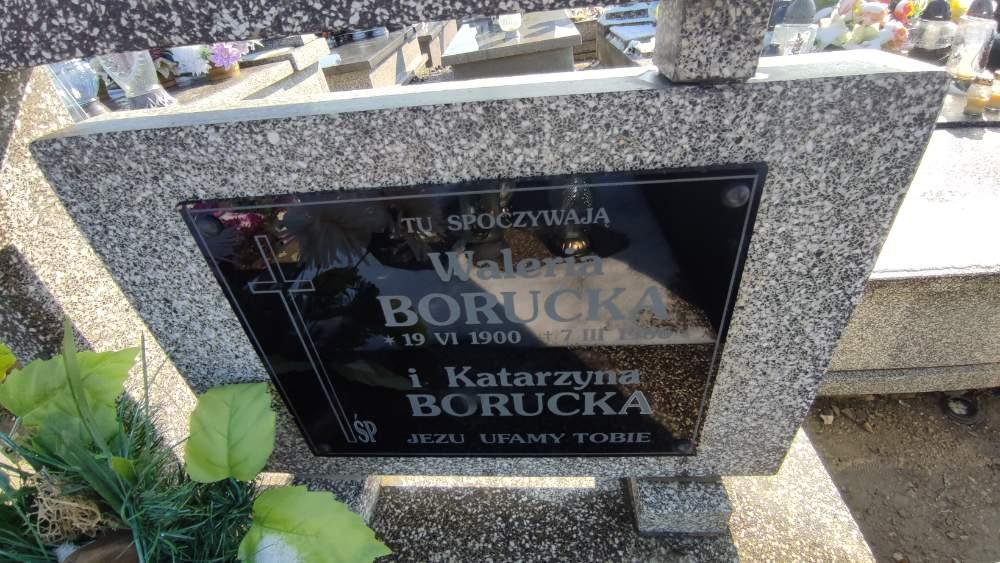 TU SPOCZYWAJĄ
Waleria
BORUCKA
* 19 VI 1900 + 7 III
i Katarzyna
BORUCKA
ŚP
JEZU UFAMY TOBIE